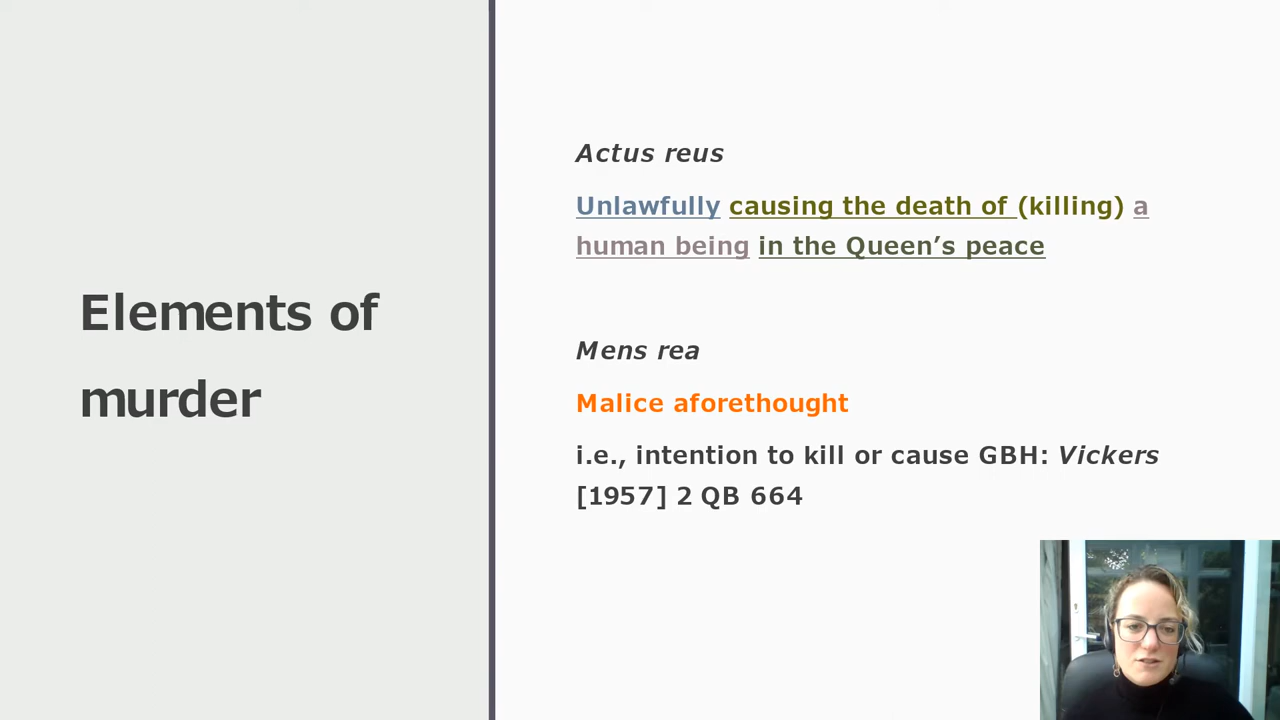 Elements of
murder
Actus reus
Unlawfully causing the death of (killing) a
human being in the Queen’s peace
Mens rea
Malice aforethought
i.e., intention to kill or cause GBH: Vickers
[1957] 2 QB 664